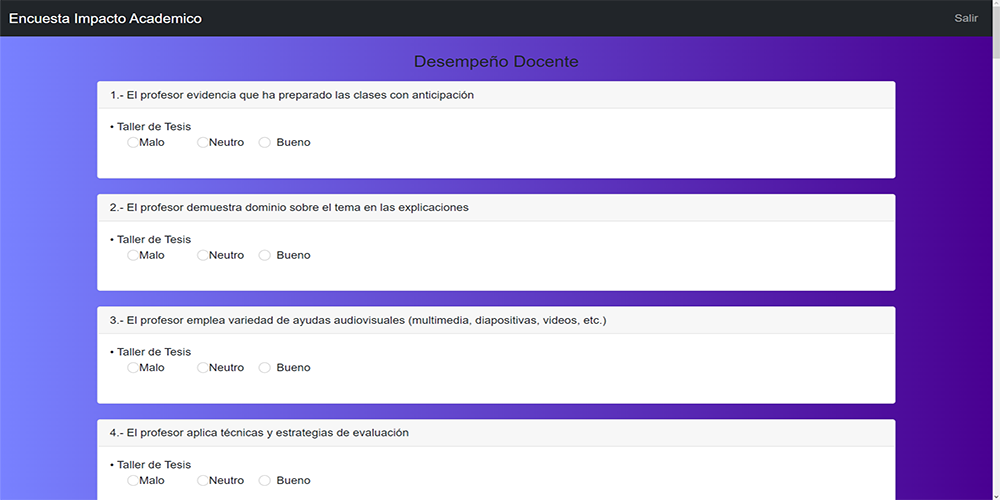 Encuesta Impacto Academico
Salir
Desempeño Docente
1.- El profesor evidencia que ha preparado las clases con anticipación
• Taller de Tesis
Malo Neutro Bueno
2.- El profesor demuestra dominio sobre el tema en las explicaciones
• Taller de Tesis
Malo Neutro Bueno
3.- El profesor emplea variedad de ayudas audiovisuales (multimedia, diapositivas, videos, etc.)
• Taller de Tesis
Malo Neutro Bueno
4.- El profesor aplica técnicas y estrategias de evaluación
• Taller de Tesis
Malo Neutro Bueno